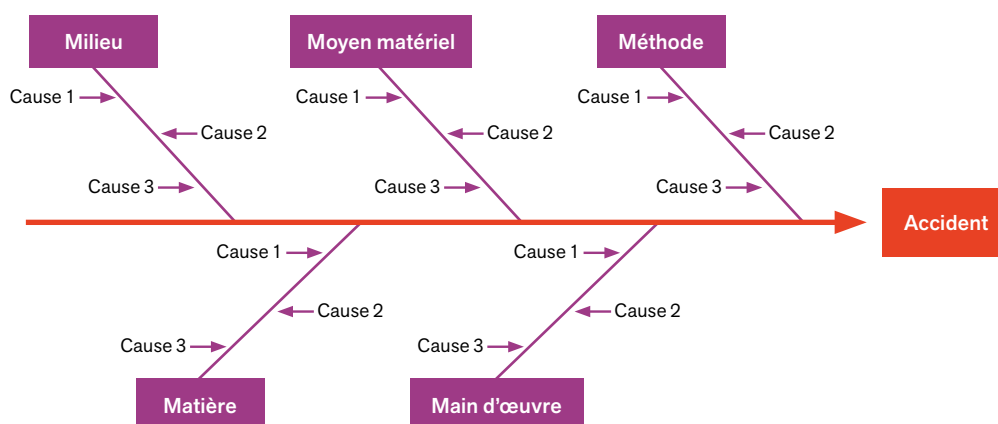 Milieu
Moyen matériel
Méthode
Cause 1
Cause 1
Cause 1
Cause 2
Cause 2
Cause 2
Cause 3
Cause 3
Cause 3
Accident
Cause 1
Cause 1
Cause 2
Cause 2
Cause 3
Cause 3
Matière
Main d'œuvre